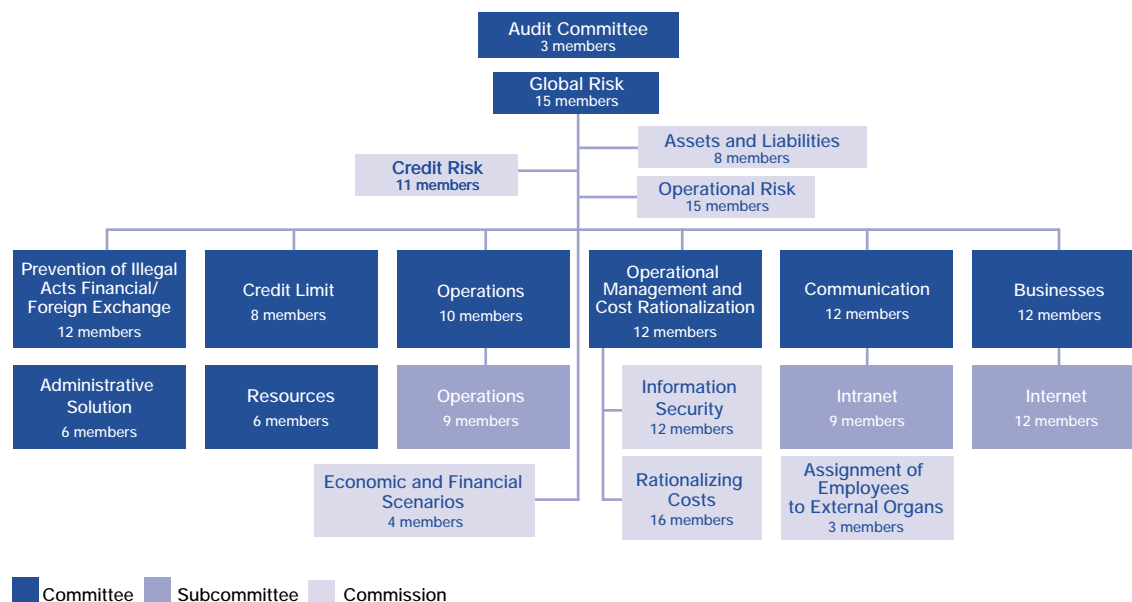 Audit Committee
3 members
Global Risk
15 members
Assets and Liabilities
8 members
Credit Risk
11 members
Operational Risk
15 members
Prevention of Illegal
Acts Financial/
Foreign Exchange
12 members
Credit Limit
8 members
Operations
10 members
Operational
Management and
Cost Rationalization
12 members
Communication
12 members
Businesses
12 members
Administrative
Solution
6 members
Resources
6 members
Operations
9 members
Information
Security
12 members
Intranet
9 members
Internet
12 members
Economic and Financial
Scenarios
4 members
Rationalizing
Costs
16 members
Assignment of
Employees
to External Organs
3 members
Committee Subcommittee Commission